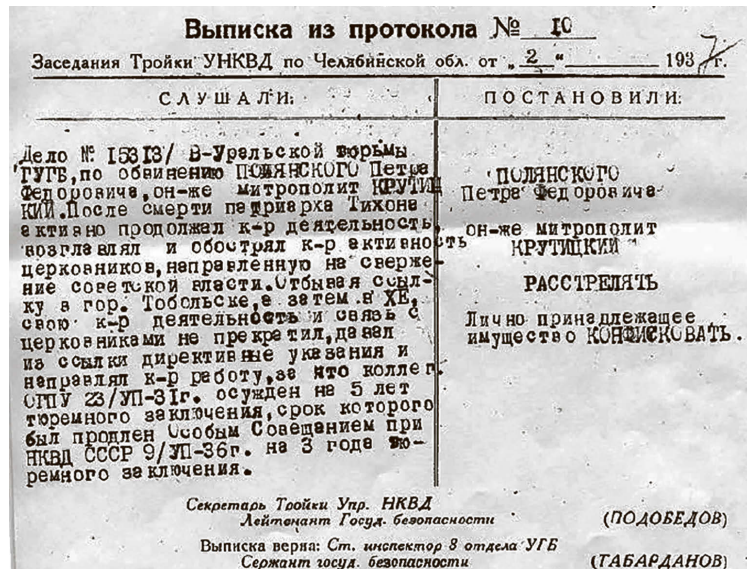 Выписка из протокола № 10
Заседания Тройки УНКВД по Челябинской обл. от „2“ 1937г.
СЛУШАЛИ:
Дело № 15313/ В-Уральской тюрьмы
ГУГБ,по обвинению ПОЛЯНСКОГО Петра
Федоровича,он-же митрополит КРУТИЦ
КИЙ.После смерти патриарха Тихона
активно продолжал к-р деятельность,
возглавлял и обострял к-р активность
церковников,направленную на сверже-
ние советской власти.Отбывая ссыл-
ку в гор. Тобольске,а затем в ХЕ,
свою к-р деятельность и связь с
церковниками не прекратил,давал
из ссылки директивные указания и
направлял к-р работу,за что коллег.
ОГПУ 23/УП-31г. осужден на 5 лет
тюремного заключения,срок которого
был продлен Особым Совещанием при
НКВД СССР 9/УП-36г. на 3 года тю-
ремного заключения.
ПОСТАНОВИЛИ:
ПОЛЯНСКОГО
Петра Федоровича
он-же митрополит
КРУТИЦКИЙ
РАССТРЕЛЯТЬ
Лично принадлежащее
имущество КОНФИСКОВАТЬ.
Секретарь Тройки Упр. НКВД
Лейтенант Госуд. безопасности (ПОДОБЕДОВ)
Выписка верна: Ст. инспектор 8 отдела УГБ
Сержант госуд. безопасности (ТАБАРДАНОВ)